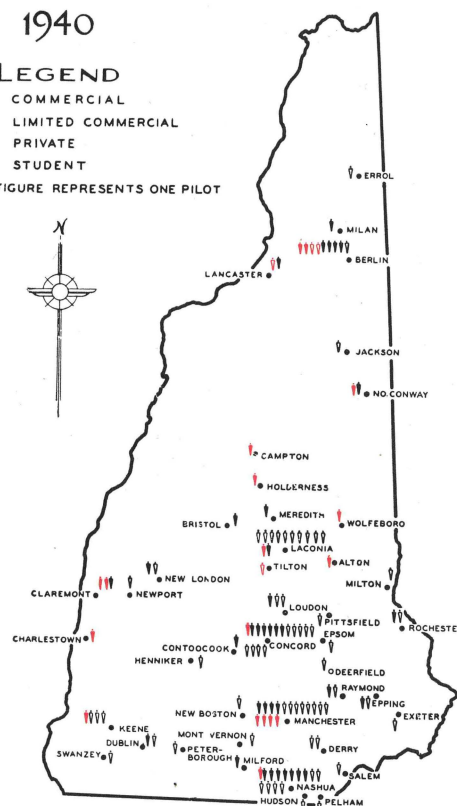 1940
LEGEND
COMMERCIAL
LIMITED COMMERCIAL
PRIVATE
STUDENT
FIGURE REPRESENTS ONE PILOT
N
ERROL
MILAN
BERLIN
LANCASTER
JACKSON
NO. CONWAY
CAMPTON
HOLDERNESS
MEREDITH
BRISTOL
WOLFEBORO
LACONIA
TILTON
ALTON
NEW LONDON
MILTON
CLAREMONT
NEWPORT
LOUDON
PITTSFIELD
ROCHESTER
CHARLESTOWN
EPSOM
CONTOOCOOK
CONCORD
HENNIKER
DEERFIELD
RAYMOND
EPPING
NEW BOSTON
MANCHESTER
EXETER
KEENE
DUBLIN
MONT VERNON
DERRY
SWANZEY
PETER-
BOROUGH
MILFORD
SALEM
NASHUA
HUDSON
PELHAM